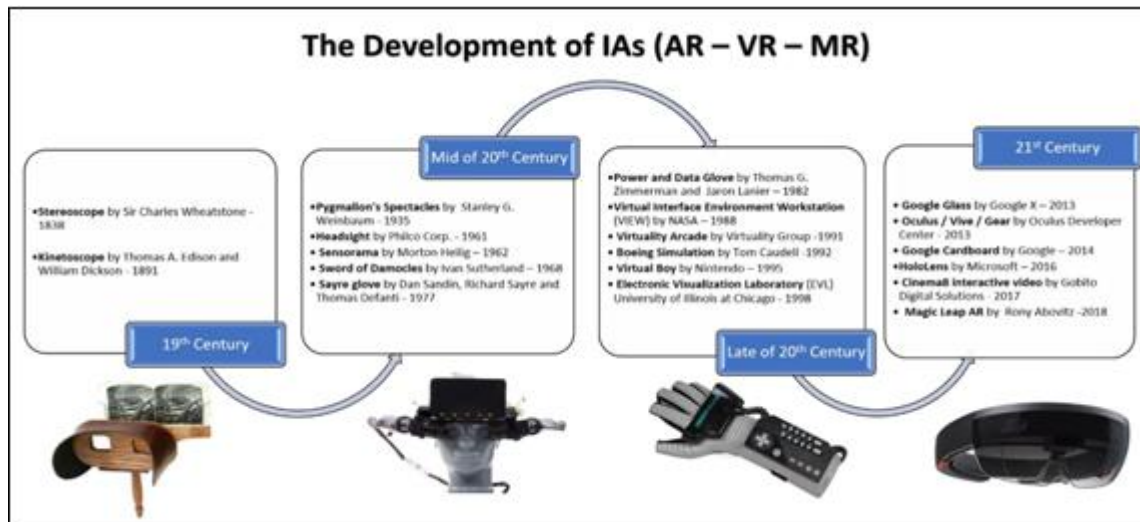 The Development of IAs (AR – VR – MR)
19th Century
•Stereoscope by Sir Charles Wheatstone -
1838
•Kinetoscope by Thomas A. Edison and
William Dickson - 1891
Mid of 20th Century
•Pygmalion's Spectacles by Stanley G.
Weinbaum - 1935
•Headsight by Philco Corp. - 1961
•Sensorama by Morton Heilig – 1962
•Sword of Damocles by Ivan Sutherland – 1968
•Sayre glove by Dan Sandin, Richard Sayre and
Thomas Defanti - 1977
Late of 20th Century
•Power and Data Glove by Thomas G.
Zimmerman and Jaron Lanier – 1982
•Virtual Interface Environment Workstation
(VIEW) by NASA – 1988
•Virtuality Arcade by Virtuality Group -1991
•Boeing Simulation by Tom Caudell -1992
•Virtual Boy by Nintendo – 1995
•Electronic Visualization Laboratory (EVL)
University of Illinois at Chicago - 1998
21st Century
•Google Glass by Google X – 2013
•Oculus / Vive / Gear by Oculus Developer
Center - 2013
•Google Cardboard by Google – 2014
•HoloLens by Microsoft – 2016
•Cinema8 interactive video by Gobito
Digital Solutions - 2017
•Magic Leap AR by Rony Abovitz -2018